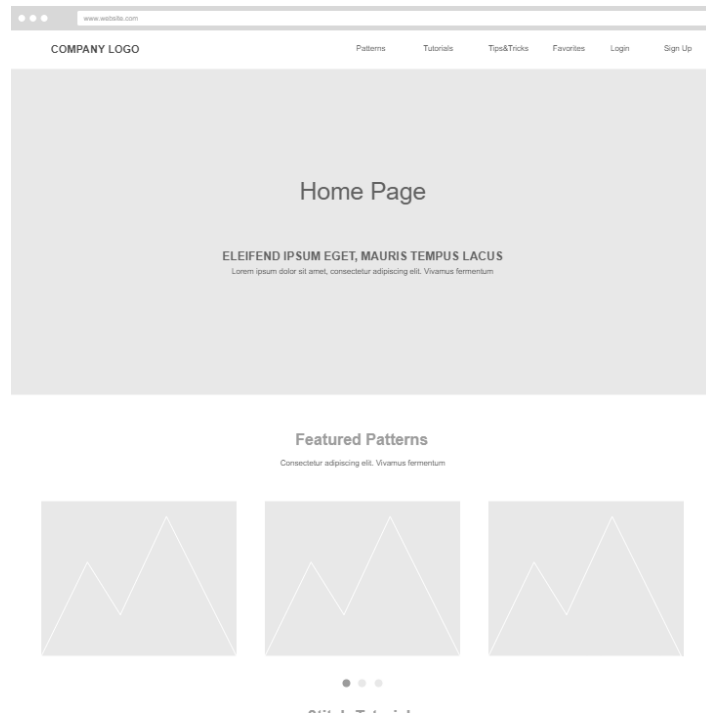 www.website.com
COMPANY LOGO
Patterns Tutorials Tips&Tricks Favorites Login Sign Up
Home Page
ELEIFEND IPSUM EGET, MAURIS TEMPUS LACUS
Lorem ipsum dolor sit amet, consectetur adipiscing elit. Vivamus fermentum
Featured Patterns
Consectetur adipiscing elit. Vivamus fermentum